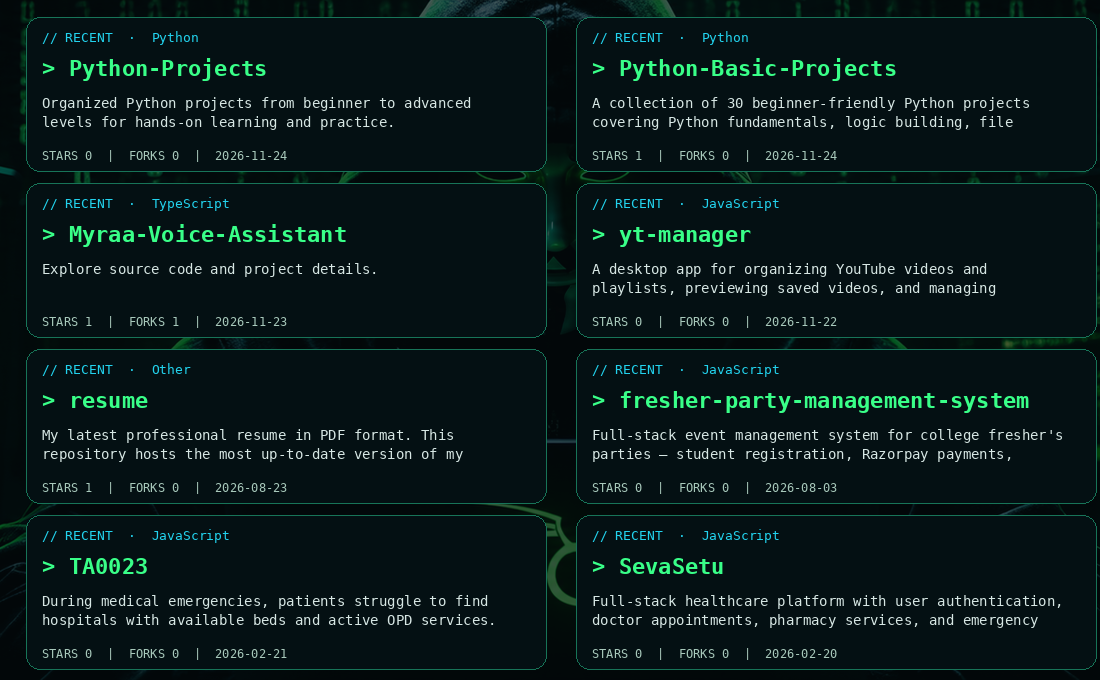 // RECENT · Python
> Python-Projects
Organized Python projects from beginner to advanced
levels for hands-on learning and practice.
STARS 0 | FORKS 0 | 2026-11-24
// RECENT · Python
> Python-Basic-Projects
A collection of 30 beginner-friendly Python projects
covering Python fundamentals, logic building, file
STARS 1 | FORKS 0 | 2026-11-24
// RECENT · TypeScript
> Myraa-Voice-Assistant
Explore source code and project details.
STARS 1 | FORKS 1 | 2026-11-23
// RECENT · JavaScript
> yt-manager
A desktop app for organizing YouTube videos and
playlists, previewing saved videos, and managing
STARS 0 | FORKS 0 | 2026-11-22
// RECENT · Other
> resume
My latest professional resume in PDF format. This
repository hosts the most up-to-date version of my
STARS 1 | FORKS 0 | 2026-08-23
// RECENT · JavaScript
> fresher-party-management-system
Full-stack event management system for college fresher's
parties — student registration, Razorpay payments,
STARS 0 | FORKS 0 | 2026-08-03
// RECENT · JavaScript
> TA0023
During medical emergencies, patients struggle to find
hospitals with available beds and active OPD services.
STARS 0 | FORKS 0 | 2026-02-21
// RECENT · JavaScript
> SevaSetu
Full-stack healthcare platform with user authentication,
doctor appointments, pharmacy services, and emergency
STARS 0 | FORKS 0 | 2026-02-20